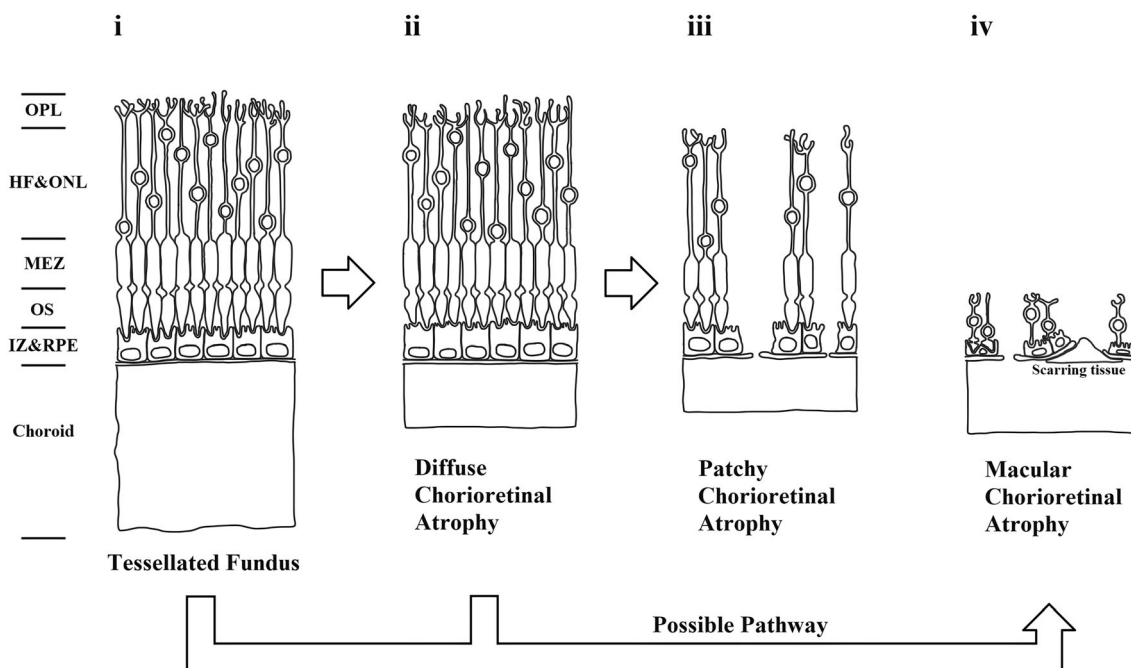 i
ii
iii
iv
OPL
HF&ONL
MEZ
OS
IZ&RPE
Choroid
Scarring tissue
Tessellated Fundus
Diffuse
Chorioretinal
Atrophy
Patchy
Chorioretinal
Atrophy
Macular
Chorioretinal
Atrophy
Possible Pathway